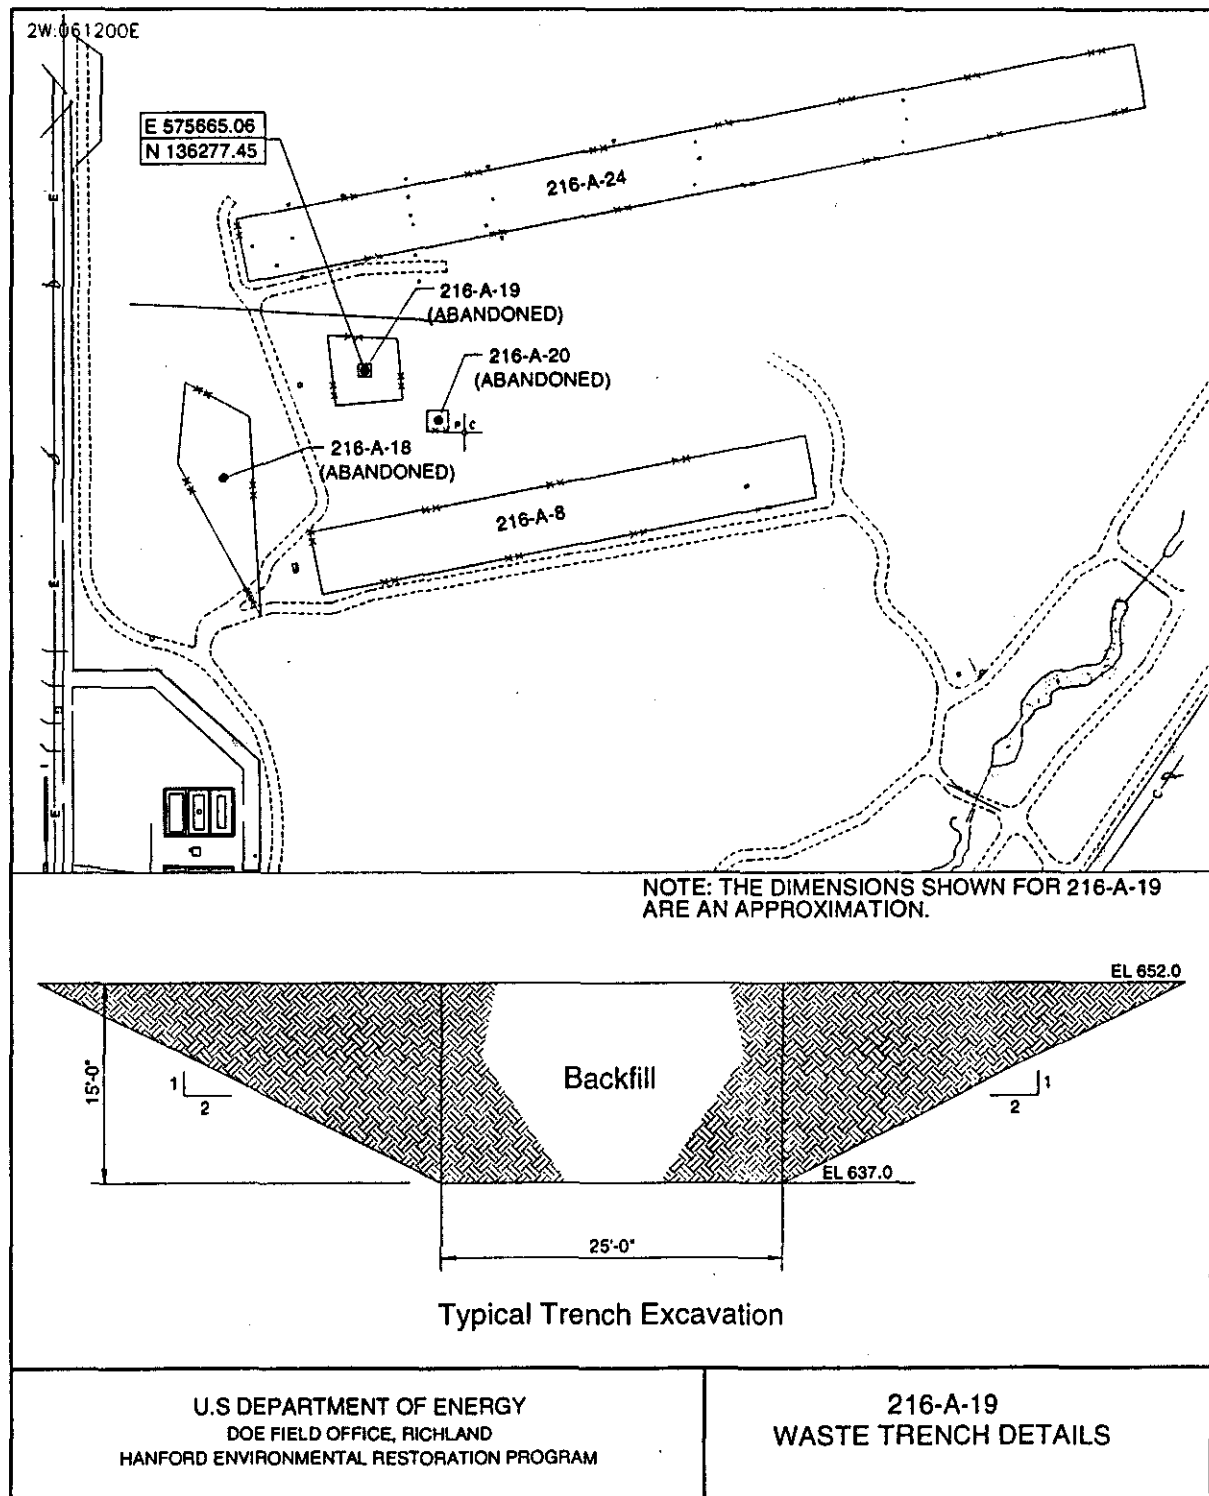 2W:061200E
E 575665.06
N 136277.45
216-A-24
216-A-19
(ABANDONED)
216-A-20
(ABANDONED)
P C
216-A-18
(ABANDONED)
216-A-8
E
E
E
E
C
NOTE: THE DIMENSIONS SHOWN FOR 216-A-19
ARE AN APPROXIMATION.
EL 652.0
15'-0"
1
2
Backfill
1
2
EL 637.0
25'-0"
Typical Trench Excavation
U.S DEPARTMENT OF ENERGY
DOE FIELD OFFICE, RICHLAND
HANFORD ENVIRONMENTAL RESTORATION PROGRAM
216-A-19
WASTE TRENCH DETAILS